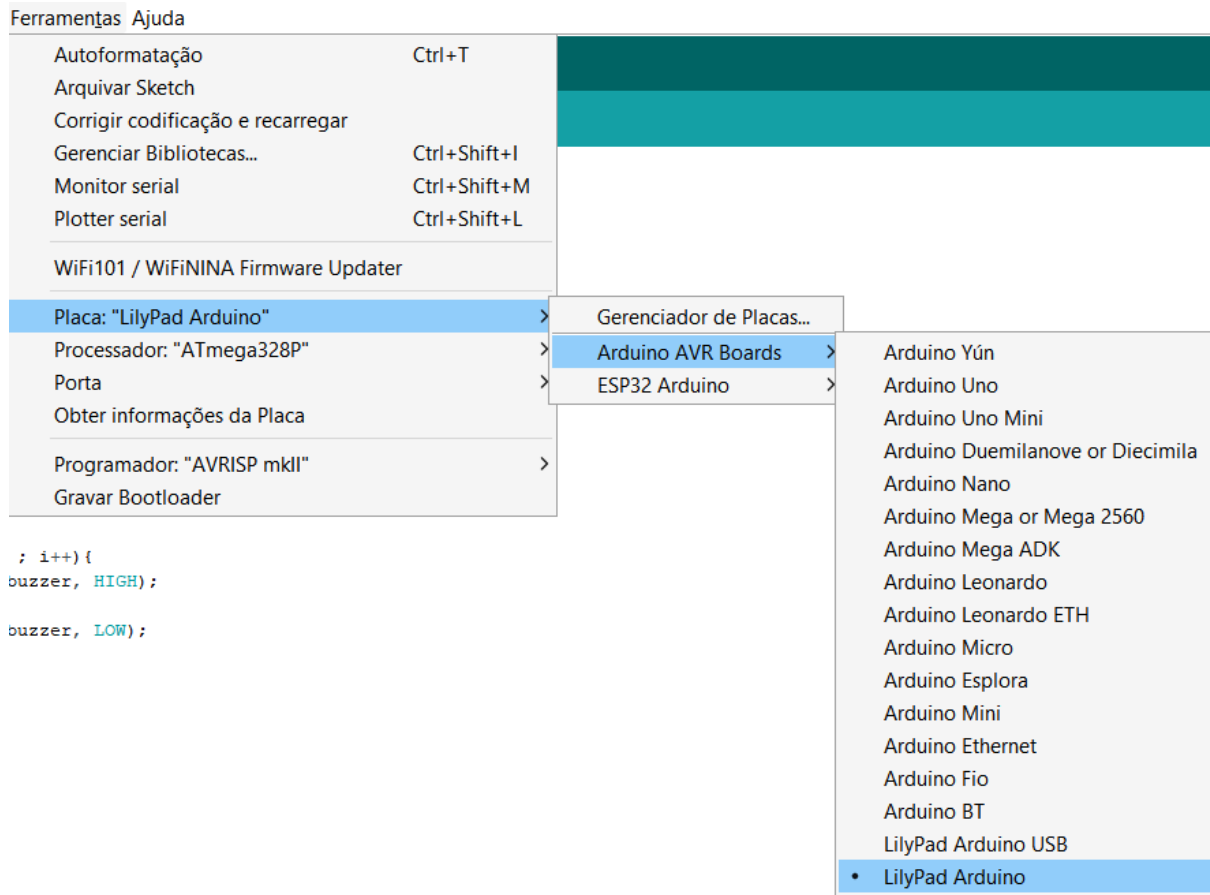 Ferramentas Ajuda
Autoformatação Ctrl+T
Arquivar Sketch
Corrigir codificação e recarregar
Gerenciar Bibliotecas... Ctrl+Shift+I
Monitor serial Ctrl+Shift+M
Plotter serial Ctrl+Shift+L
WiFi101 / WiFiNINA Firmware Updater
Placa: "LilyPad Arduino"
Processador: "ATmega328P"
Porta
Obter informações da Placa
Programador: "AVRISP mkII"
Gravar Bootloader
Gerenciador de Placas...
Arduino AVR Boards
ESP32 Arduino
Arduino Yún
Arduino Uno
Arduino Uno Mini
Arduino Duemilanove or Diecimila
Arduino Nano
Arduino Mega or Mega 2560
Arduino Mega ADK
Arduino Leonardo
Arduino Leonardo ETH
Arduino Micro
Arduino Esplora
Arduino Mini
Arduino Ethernet
Arduino Fio
Arduino BT
LilyPad Arduino USB
• LilyPad Arduino
; i++){
buzzer, HIGH);
buzzer, LOW);